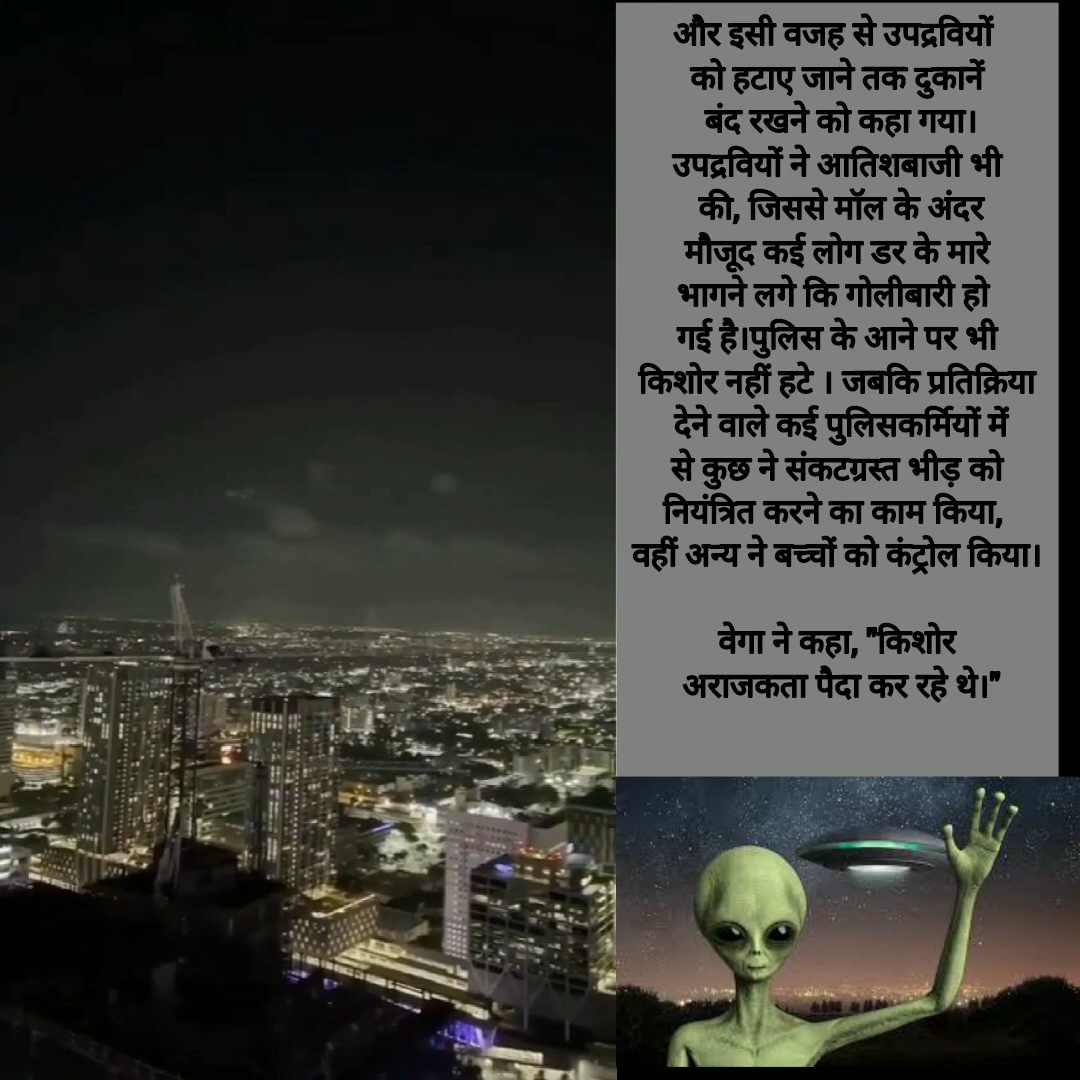 और इसी वजह से उपद्रवियों
को हटाए जाने तक दुकानें
बंद रखने को कहा गया।
उपद्रवियों ने आतिशबाजी भी
की, जिससे मॉल के अंदर
मौजूद कई लोग डर के मारे
भागने लगे कि गोलीबारी हो
गई है।पुलिस के आने पर भी
किशोर नहीं हटे । जबकि प्रतिक्रिया
देने वाले कई पुलिसकर्मियों में
से कुछ ने संकटग्रस्त भीड़ को
नियंत्रित करने का काम किया,
वहीं अन्य ने बच्चों को कंट्रोल किया।
वेगा ने कहा, "किशोर
अराजकता पैदा कर रहे थे।"